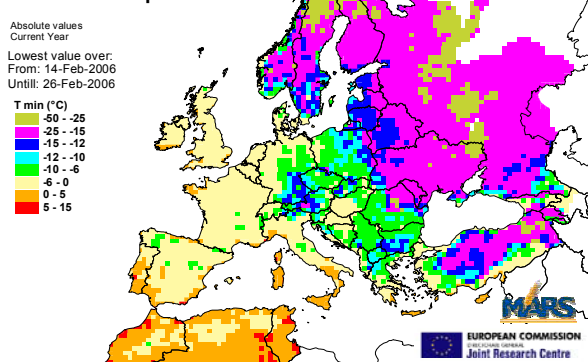 Absolute values
Current Year
Lowest value over:
From: 14-Feb-2006
Untill: 26-Feb-2006
T min (°C)
-50 - -25
-25 - -15
-15 - -12
-12 - -10
-10 - -6
-6 - 0
0 - 5
5 - 15
MARS
EUROPEAN COMMISSION
DIRECTORATE GENERAL
Joint Research Centre